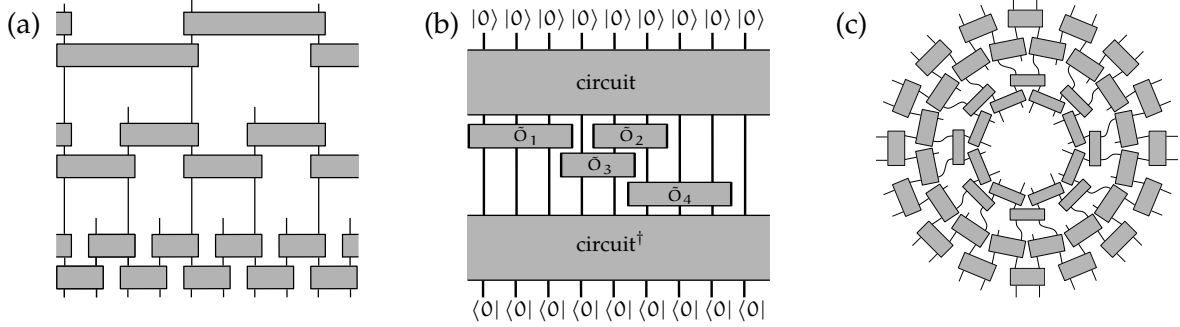 (a)
(b)
|0⟩ |0⟩ |0⟩ |0⟩ |0⟩ |0⟩ |0⟩ |0⟩ |0⟩
circuit
Õ₁ Õ₂
Õ₃
Õ₄
circuit†
⟨0| ⟨0| ⟨0| ⟨0| ⟨0| ⟨0| ⟨0| ⟨0| ⟨0|
(c)